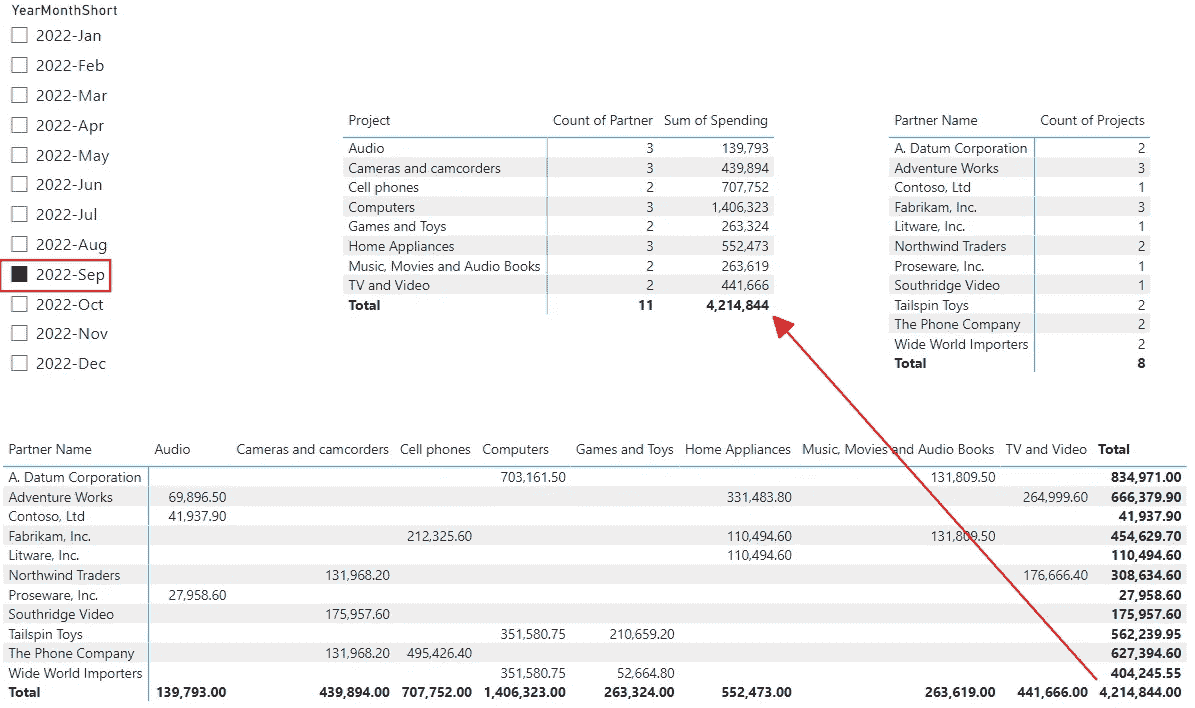 YearMonthShort
2022-Jan
2022-Feb
2022-Mar
2022-Apr
2022-May
2022-Jun
2022-Jul
2022-Aug
2022-Sep
2022-Oct
2022-Nov
2022-Dec
Project Count of Partner Sum of Spending
Audio 3 139,793
Cameras and camcorders 3 439,894
Cell phones 2 707,752
Computers 3 1,406,323
Games and Toys 2 263,324
Home Appliances 3 552,473
Music, Movies and Audio Books 2 263,619
TV and Video 2 441,666
Total 11 4,214,844
Partner Name Count of Projects
A. Datum Corporation 2
Adventure Works 3
Contoso, Ltd 1
Fabrikam, Inc. 3
Litware, Inc. 1
Northwind Traders 2
Proseware, Inc. 1
Southridge Video 1
Tailspin Toys 2
The Phone Company 2
Wide World Importers 2
Total 8
Partner Name Audio Cameras and camcorders Cell phones Computers Games and Toys Home Appliances Music, Movies and Audio Books TV and Video Total
A. Datum Corporation 703,161.50 131,809.50 834,971.00
Adventure Works 69,896.50 331,483.80 264,999.60 666,379.90
Contoso, Ltd 41,937.90 41,937.90
Fabrikam, Inc. 212,325.60 110,494.60 131,809.50 454,629.70
Litware, Inc. 110,494.60 110,494.60
Northwind Traders 131,968.20 176,666.40 308,634.60
Proseware, Inc. 27,958.60 27,958.60
Southridge Video 175,957.60 175,957.60
Tailspin Toys 351,580.75 210,659.20 562,239.95
The Phone Company 131,968.20 495,426.40 627,394.60
Wide World Importers 351,580.75 52,664.80 404,245.55
Total 139,793.00 439,894.00 707,752.00 1,406,323.00 263,324.00 552,473.00 263,619.00 441,666.00 4,214,844.00